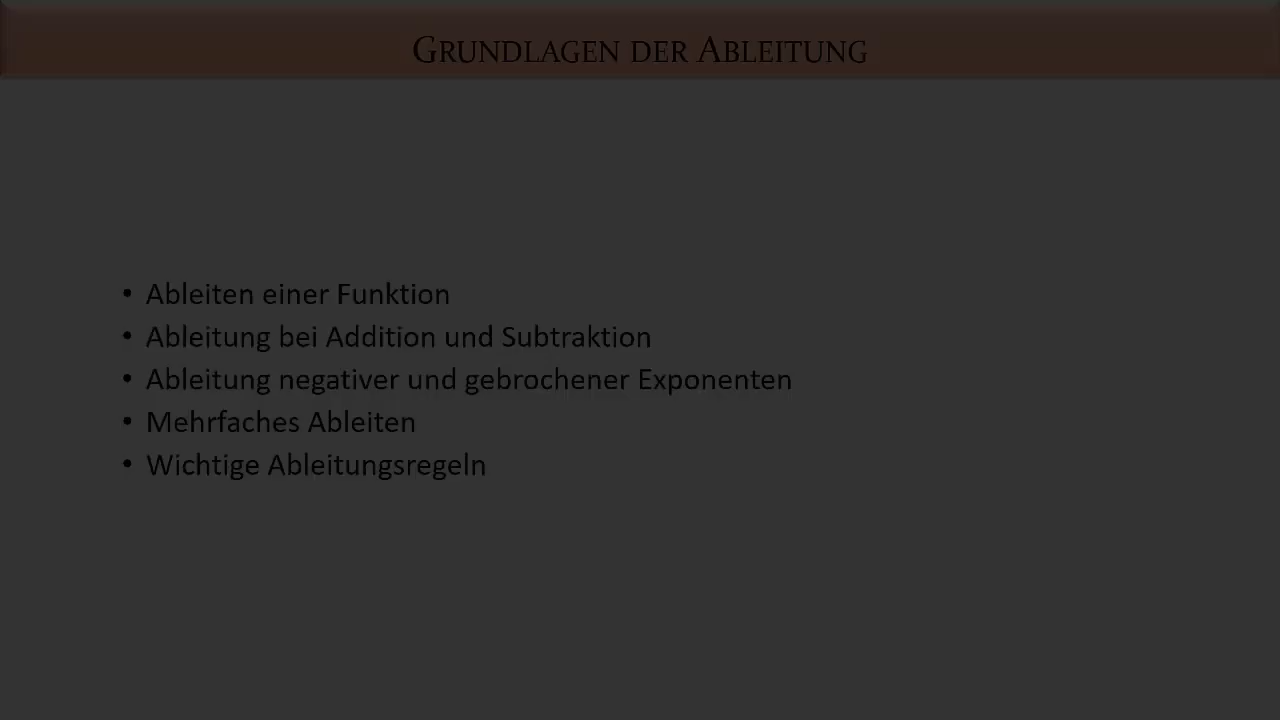 GRUNDLAGEN DER ABLEITUNG
• Ableiten einer Funktion
• Ableitung bei Addition und Subtraktion
• Ableitung negativer und gebrochener Exponenten
• Mehrfaches Ableiten
• Wichtige Ableitungsregeln